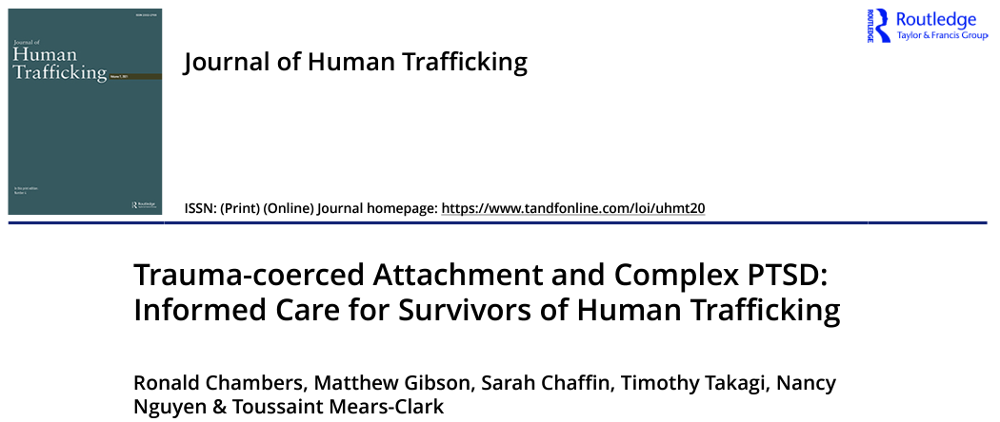 Journal of
Human
Trafficking
ROUTLEDGE
Routledge
Taylor & Francis Group
Journal of Human Trafficking
ISSN: (Print) (Online) Journal homepage: https://www.tandfonline.com/loi/uhmt20
Trauma-coerced Attachment and Complex PTSD:
Informed Care for Survivors of Human Trafficking
Ronald Chambers, Matthew Gibson, Sarah Chaffin, Timothy Takagi, Nancy
Nguyen & Toussaint Mears-Clark